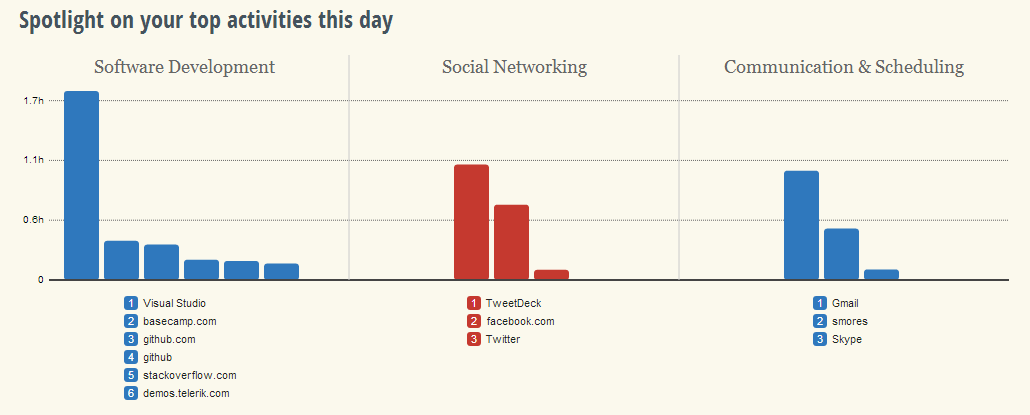 Spotlight on your top activities this day
Software Development
Social Networking
Communication & Scheduling
1.7h
1.1h
0.6h
0
1 Visual Studio
2 basecamp.com
3 github.com
4 github
5 stackoverflow.com
6 demos.telerik.com
1 TweetDeck
2 facebook.com
3 Twitter
1 Gmail
2 smores
3 Skype